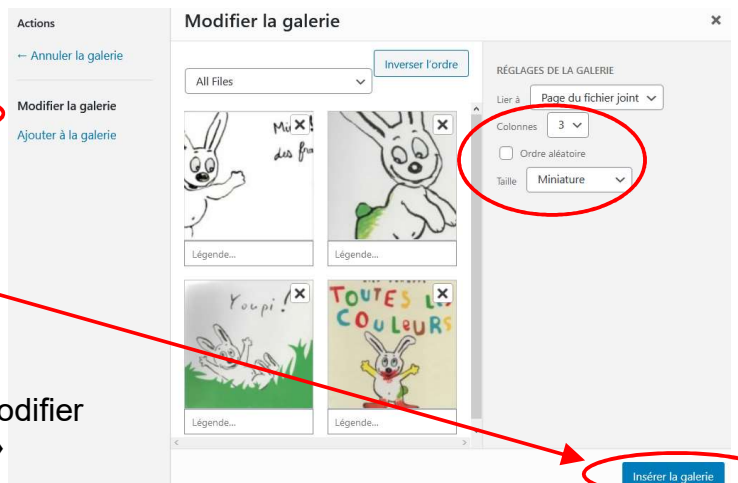 Actions
← Annuler la galerie
Modifier la galerie
Ajouter à la galerie
Modifier la galerie
×
All Files
Inverser l'ordre
Légende...
Légende...
Youpi!
TOUTES
COULEURS
Légende...
Légende...
RÉGLAGES DE LA GALERIE
Lier à Page du fichier joint
Colonnes 3
Ordre aléatoire
Taille Miniature
odifier
»
Insérer la galerie